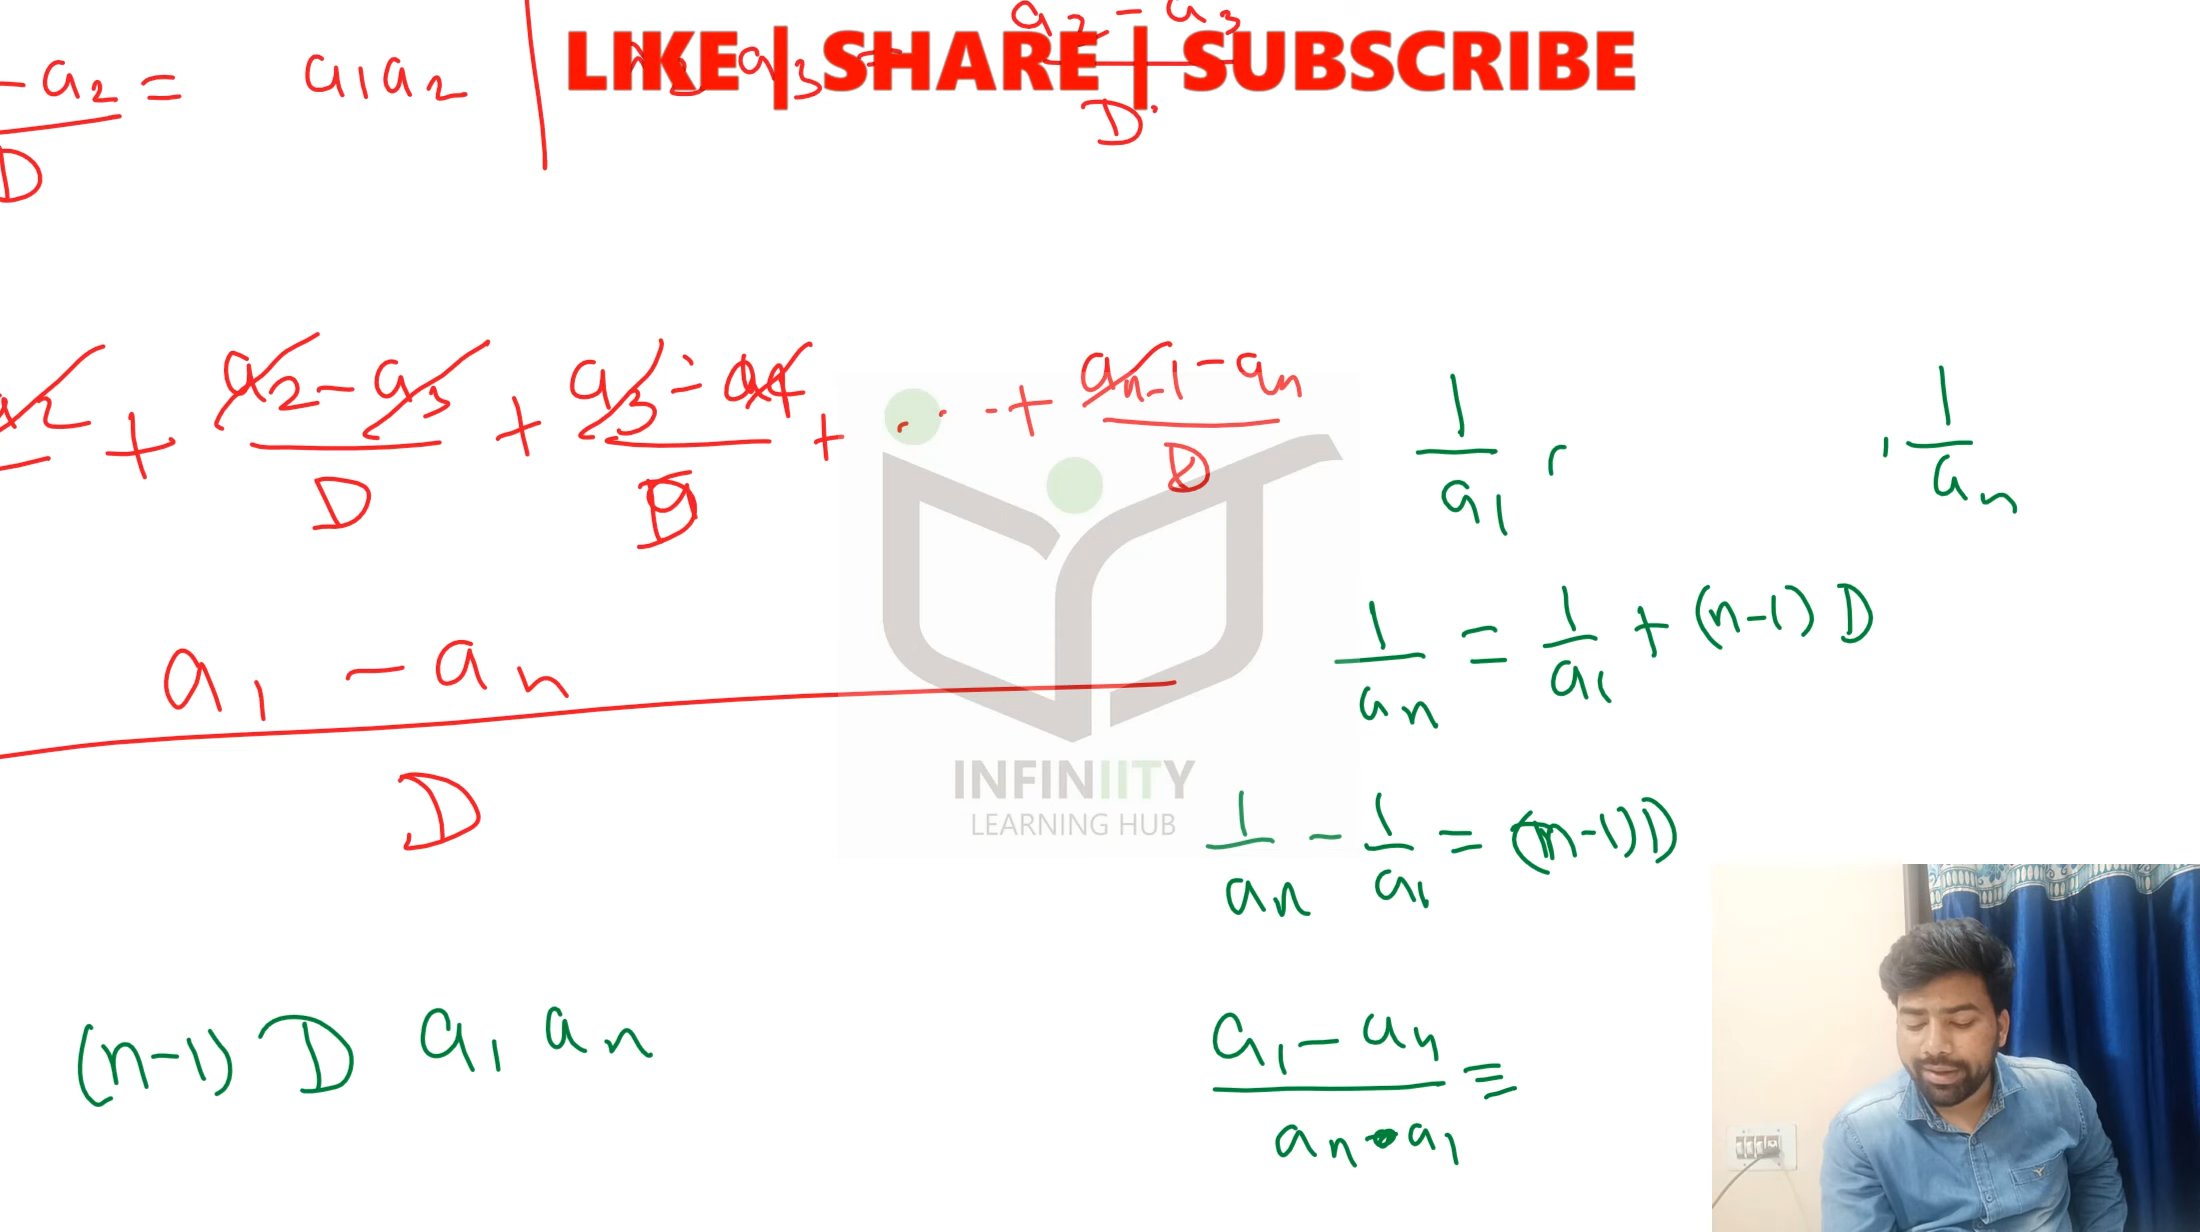 LIKE | SHARE | SUBSCRIBE
a2 - a3
- a2 = a1a2
a3 =
D
D.
a2 + a2 - a3 + a3 - a4 + . . . + an-1 - an
D D D
1/a1 , , 1/an
1/an = 1/a1 + (n-1) D
a1 - an
D
INFINIITY
LEARNING HUB
1/an - 1/a1 = (n-1) D
(n-1) D a1 an
a1 - an =
an · a1